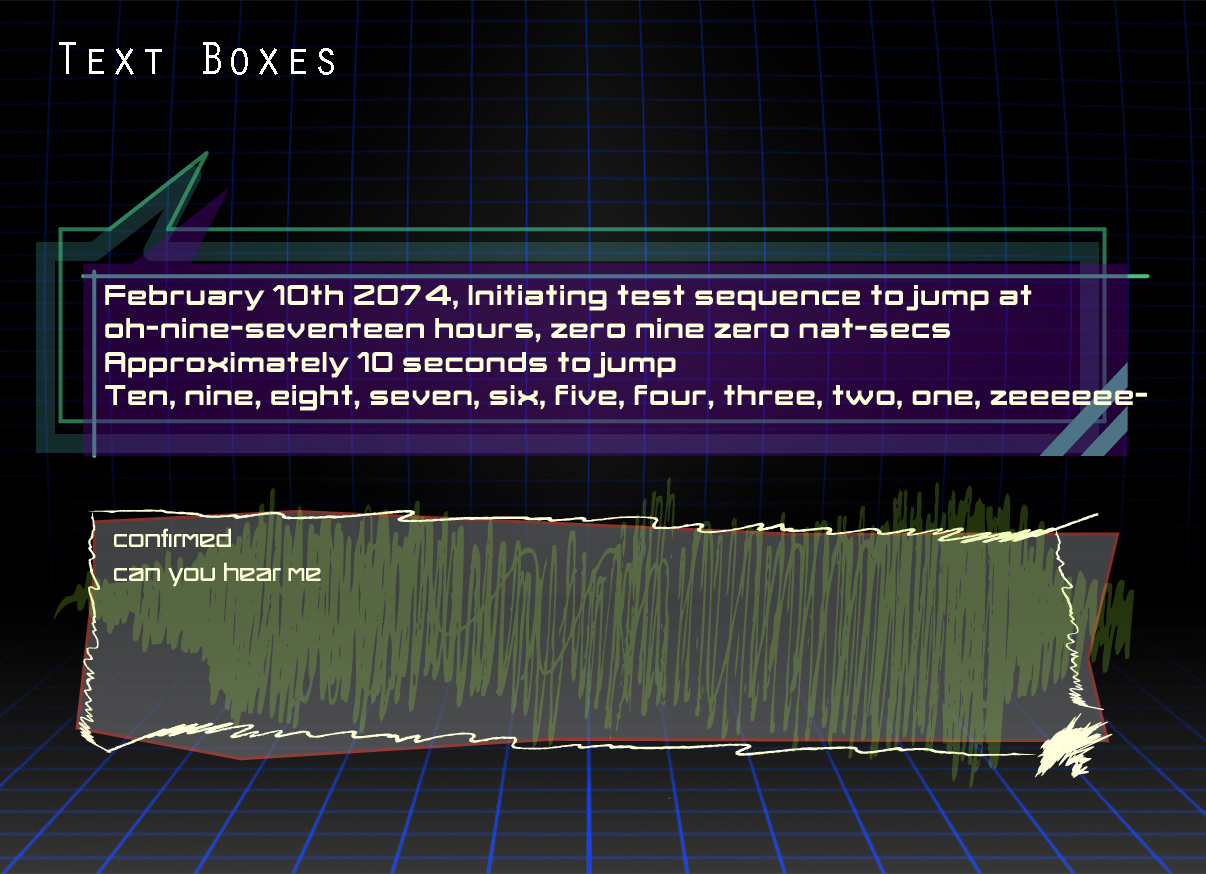 Text Boxes
February 10th 2074, Initiating test sequence to jump at
oh-nine-seventeen hours, zero nine zero nat-secs
Approximately 10 seconds to jump
Ten, nine, eight, seven, six, five, four, three, two, one, zeeeeee-
confirmed
can you hear me